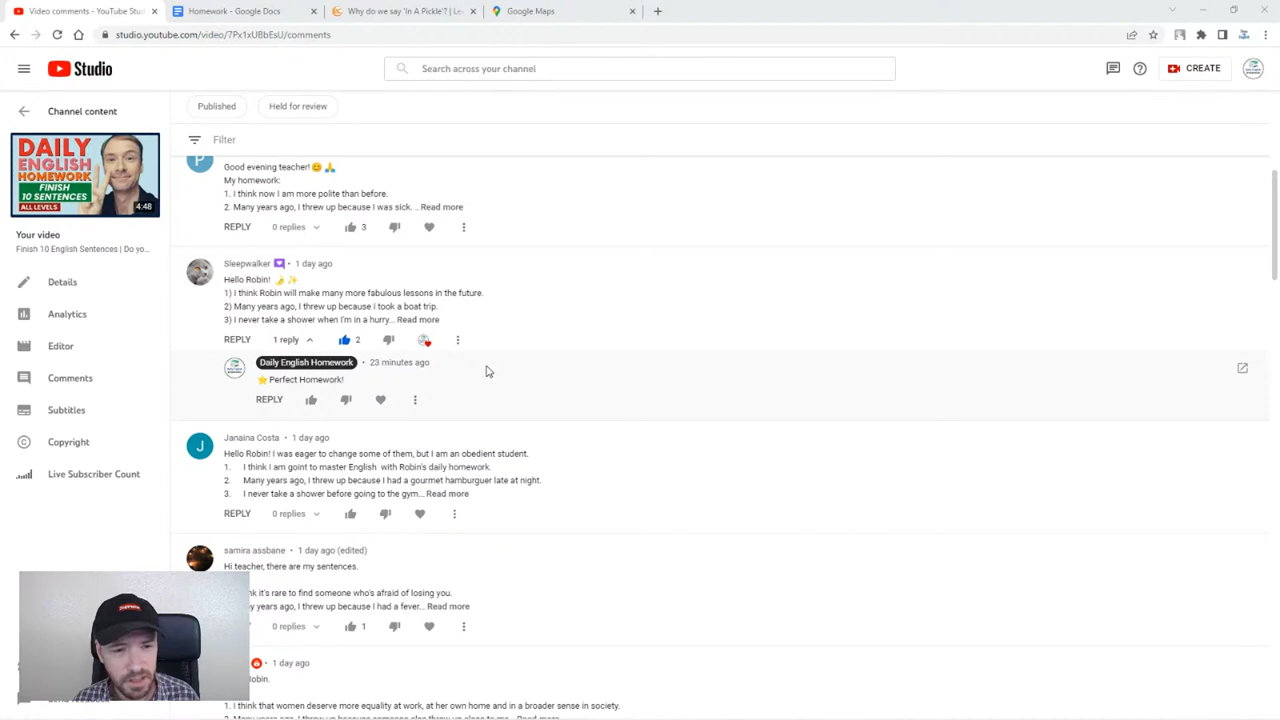 Video comments - YouTube Stud
Homework - Google Docs
Why do we say 'In A Pickle'? | Le
Google Maps
studio.youtube.com/video/7Px1xU8bEsU/comments
Studio
Search across your channel
CREATE
Channel content
Published
Held for review
Filter
DAILY
ENGLISH
HOMEWORK
FINISH
10 SENTENCES
ALL LEVELS
4:48
Your video
Finish 10 English Sentences | Do yo...
Details
Analytics
Editor
Comments
Subtitles
Copyright
Live Subscriber Count
P
Good evening teacher!😊🙏
My homework:
1. I think now I am more polite than before.
2. Many years ago, I threw up because I was sick. ... Read more
REPLY 0 replies 3
Sleepwalker • 1 day ago
Hello Robin! 🌛✨
1) I think Robin will make many more fabulous lessons in the future.
2) Many years ago, I threw up because I took a boat trip.
3) I never take a shower when I'm in a hurry... Read more
REPLY 1 reply 2
Daily English Homework • 23 minutes ago
⭐Perfect Homework!
REPLY
J
Janaina Costa • 1 day ago
Hello Robin! I was eager to change some of them, but I am an obedient student.
1. I think I am goint to master English with Robin's daily homework.
2. Many years ago, I threw up because I had a gourmet hamburguer late at night.
3. I never take a shower before going to the gym... Read more
REPLY 0 replies
samira assbane • 1 day ago (edited)
Hi teacher, there are my sentences.
it's rare to find someone who's afraid of losing you.
years ago, I threw up because I had a fever... Read more
0 replies 1
• 1 day ago
1. I think that women deserve more equality at work, at her own home and in a broader sense in society.